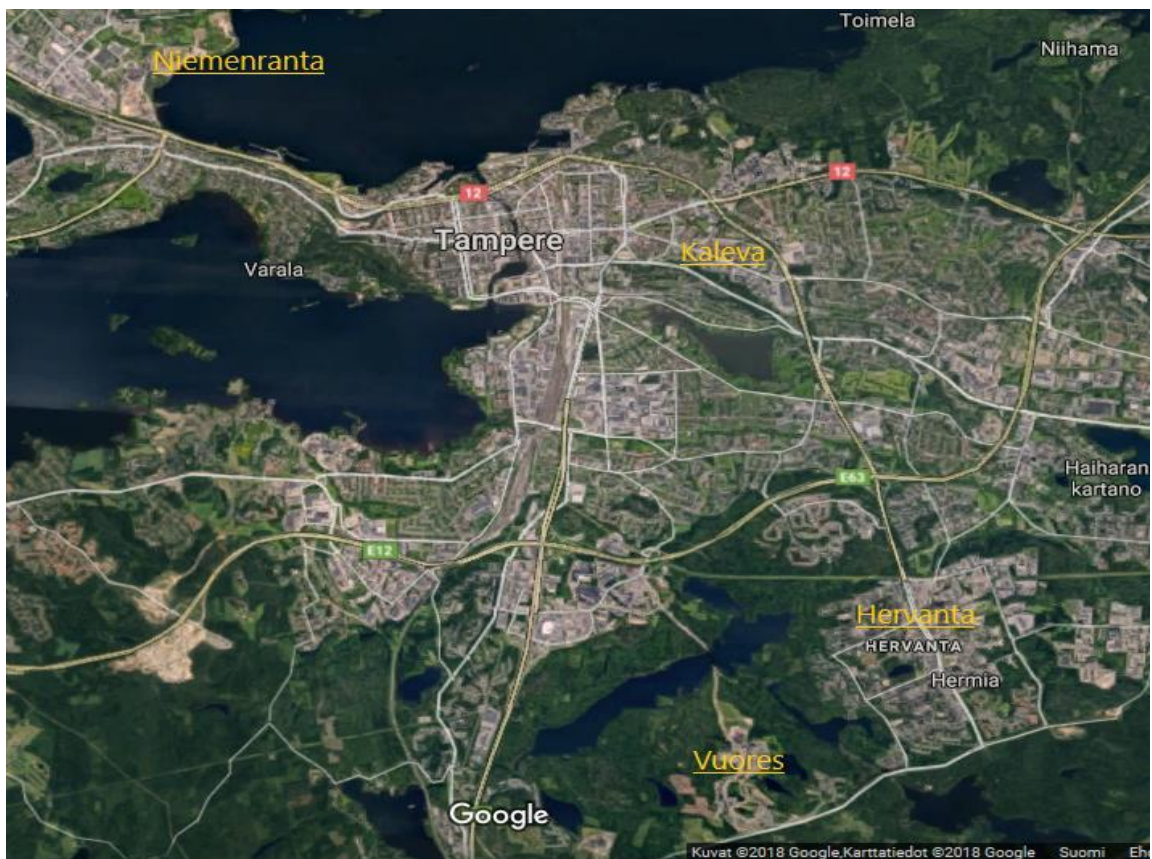 Toimela
Niemenranta
Niihama
12
12
Tampere
Kaleva
Varala
Haiharan
kartano
E63
E12
Hervanta
HERVANTA
Hermia
Vuores
Google
Kuvat ©2018 Google,Karttatiedot ©2018 Google Suomi Ehd